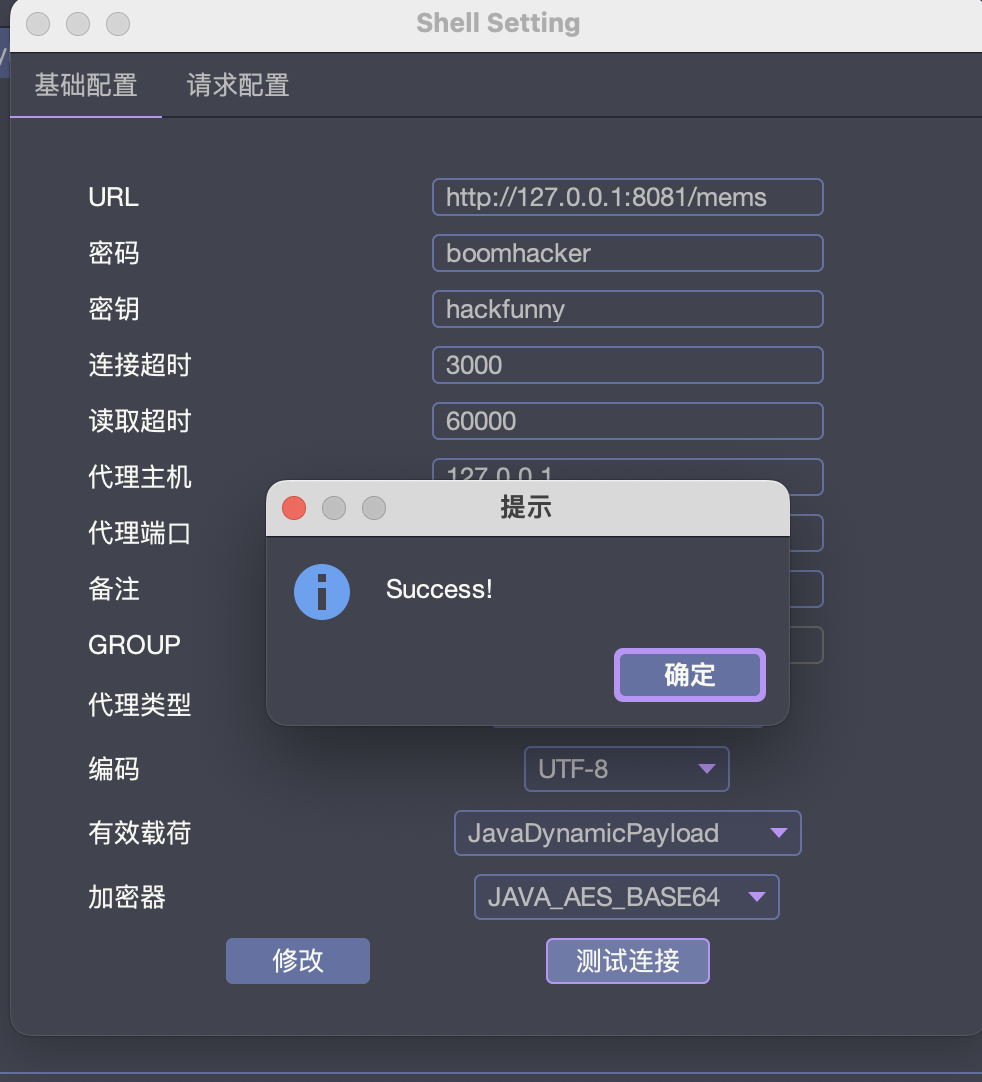 Shell Setting
基础配置 请求配置
URL http://127.0.0.1:8081/mems
密码 boomhacker
密钥 hackfunny
连接超时 3000
读取超时 60000
代理主机 127.0.0.1
提示
代理端口
备注 Success!
GROUP
确定
代理类型
编码 UTF-8
有效载荷 JavaDynamicPayload
加密器 JAVA_AES_BASE64
修改 测试连接